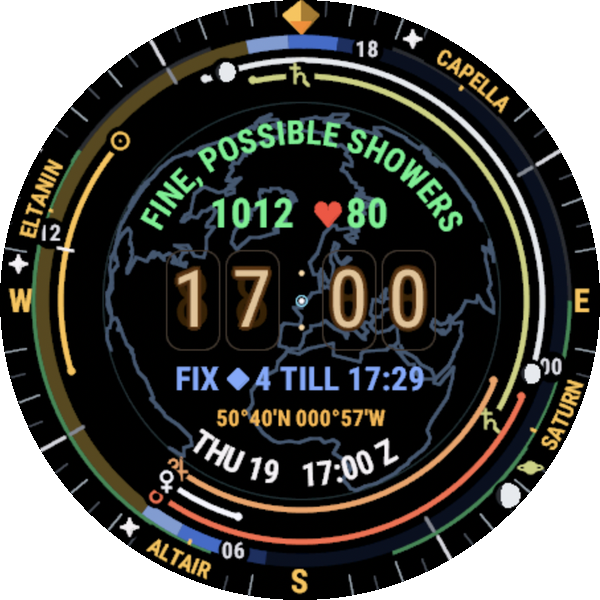 18
CAPELLA
FINE, POSSIBLE SHOWERS
ELTANIN
1012 80
12
W
17:00
E
FIX 4 TILL 17:29
00
50°40'N 000°57'W
SATURN
THU 19 17:00 Z
ALTAIR
06
S